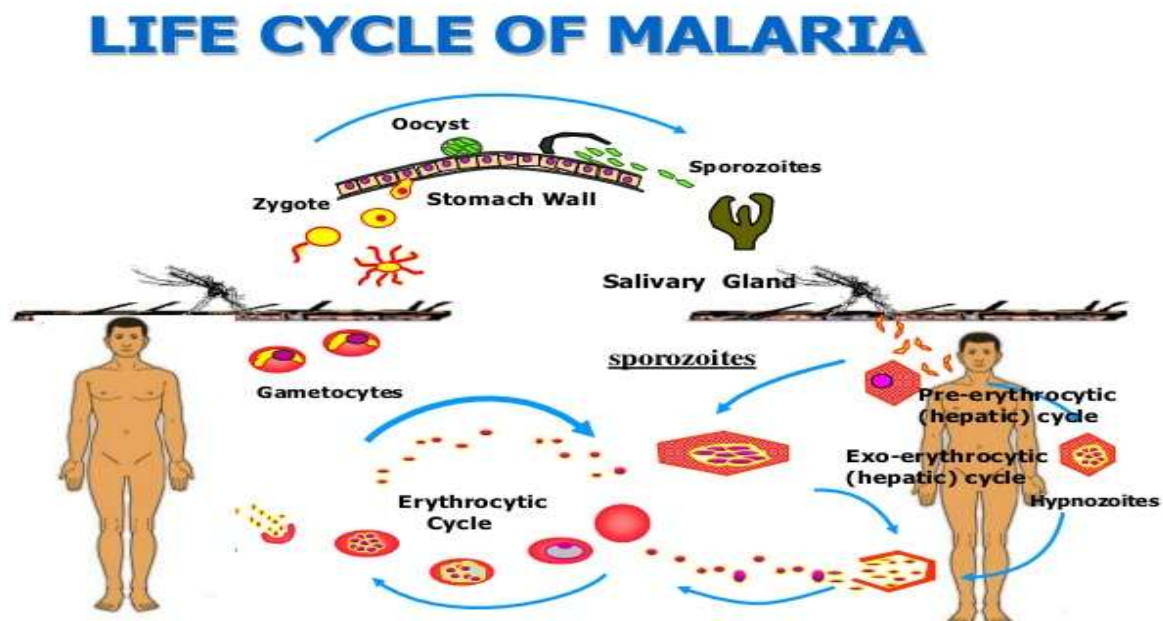 LIFE CYCLE OF MALARIA
Oocyst
Sporozoites
Zygote
Stomach Wall
Salivary Gland
sporozoites
Gametocytes
Pre-erythrocytic
(hepatic) cycle
Exo-erythrocytic
(hepatic) cycle
Hypnozoites
Erythrocytic
Cycle